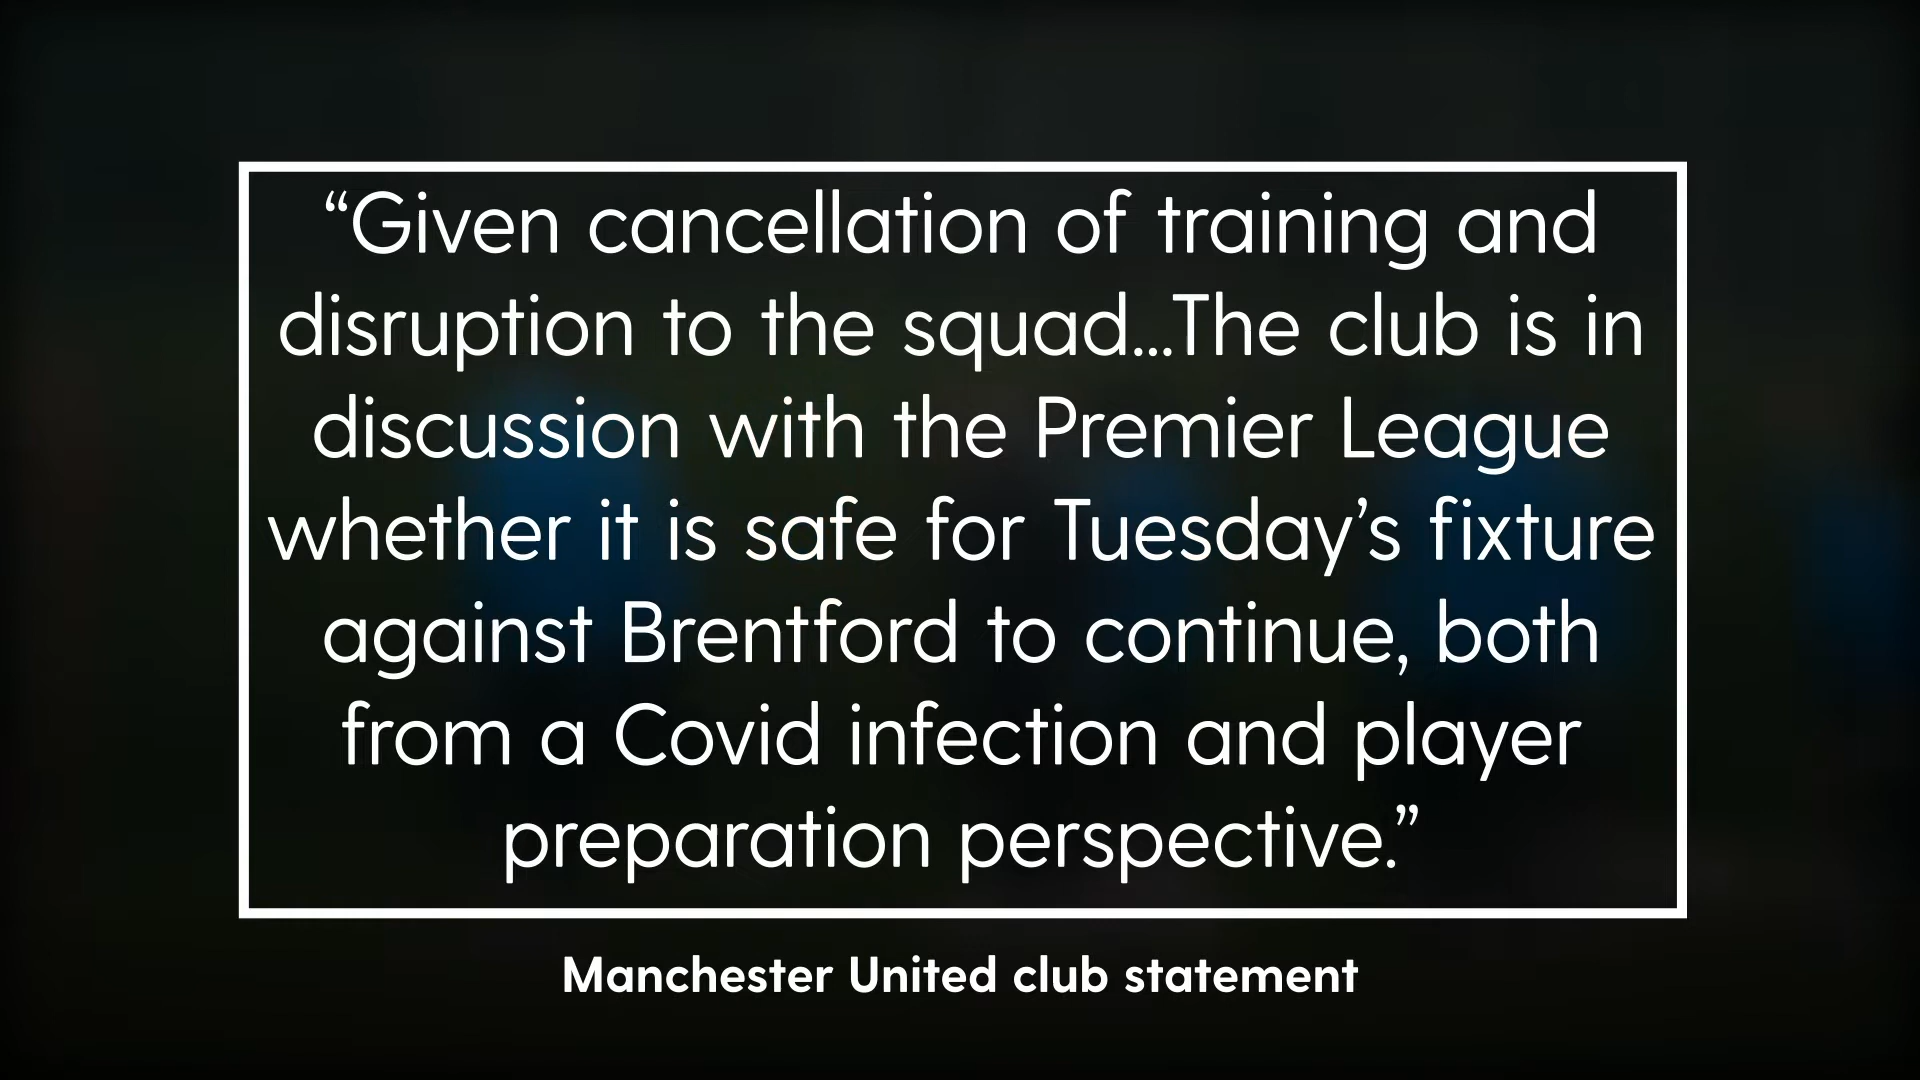 “Given cancellation of training and
disruption to the squad...The club is in
discussion with the Premier League
whether it is safe for Tuesday’s fixture
against Brentford to continue, both
from a Covid infection and player
preparation perspective.”
Manchester United club statement